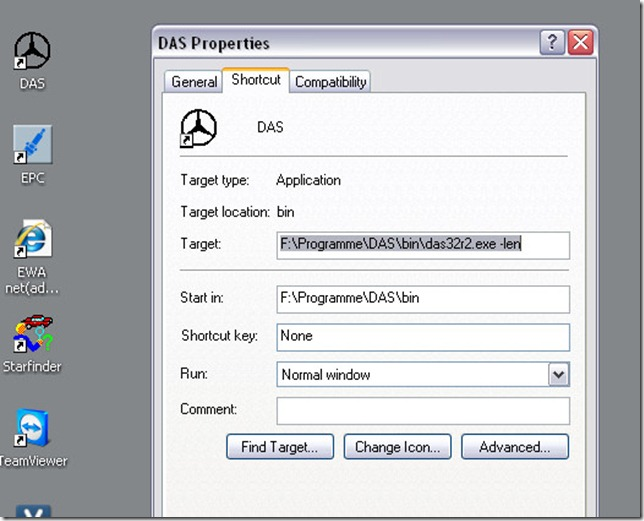 DAS Properties
?
General Shortcut Compatibility
DAS
DAS
Target type: Application
EPC
Target location: bin
Target: F:\Programme\DAS\bin\das32r2.exe -len
EWA
net(ad...
Start in: F:\Programme\DAS\bin
Shortcut key: None
Starfinder
Run: Normal window
Comment:
Find Target... Change Icon... Advanced...
TeamViewer